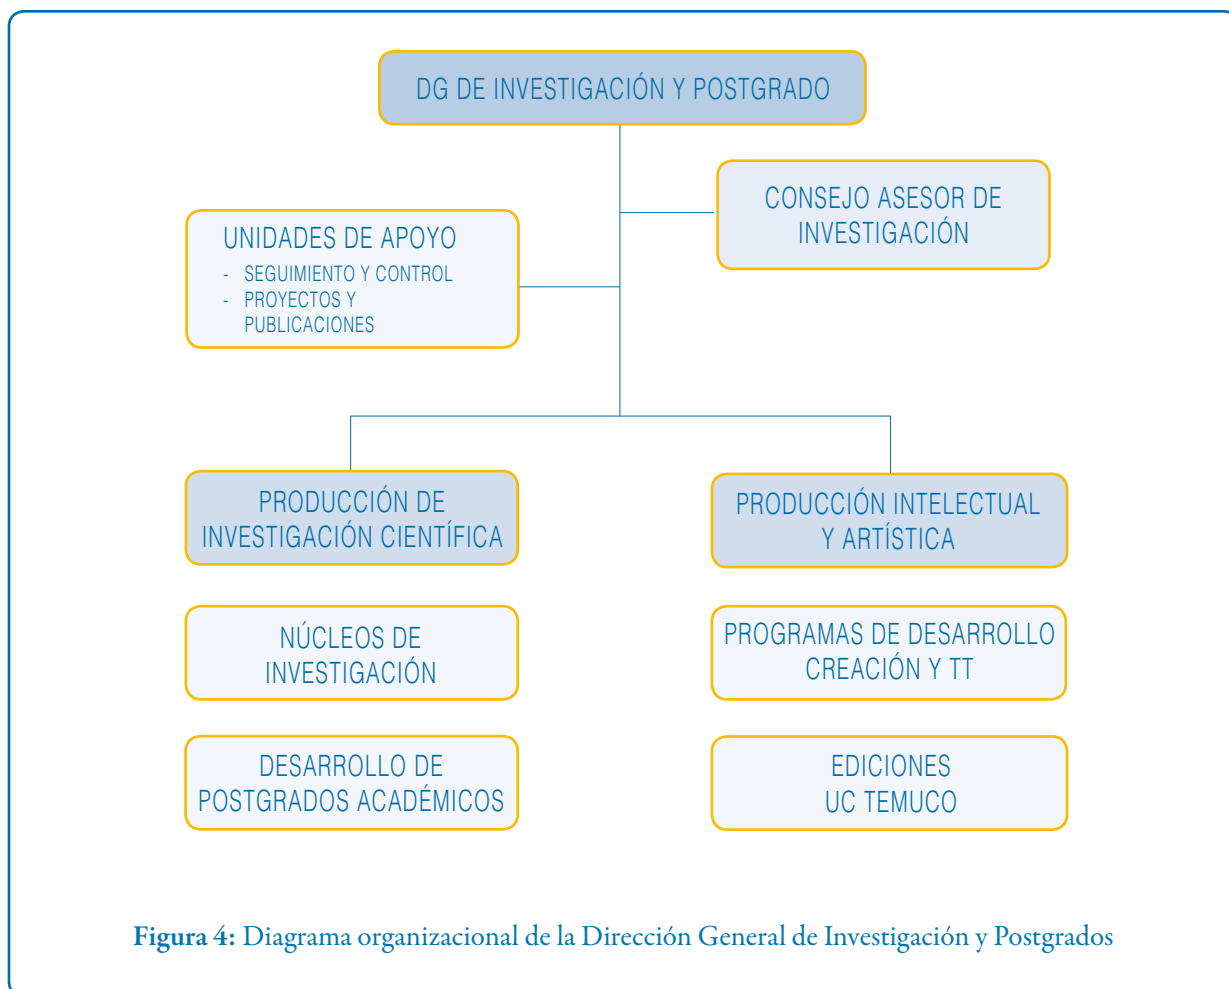 DG DE INVESTIGACIÓN Y POSTGRADO
CONSEJO ASESOR DE
INVESTIGACIÓN
UNIDADES DE APOYO
- SEGUIMIENTO Y CONTROL
- PROYECTOS Y
PUBLICACIONES
PRODUCCIÓN DE
INVESTIGACIÓN CIENTÍFICA
NÚCLEOS DE
INVESTIGACIÓN
DESARROLLO DE
POSTGRADOS ACADÉMICOS
PRODUCCIÓN INTELECTUAL
Y ARTÍSTICA
PROGRAMAS DE DESARROLLO
CREACIÓN Y TT
EDICIONES
UC TEMUCO
Figura 4: Diagrama organizacional de la Dirección General de Investigación y Postgrados